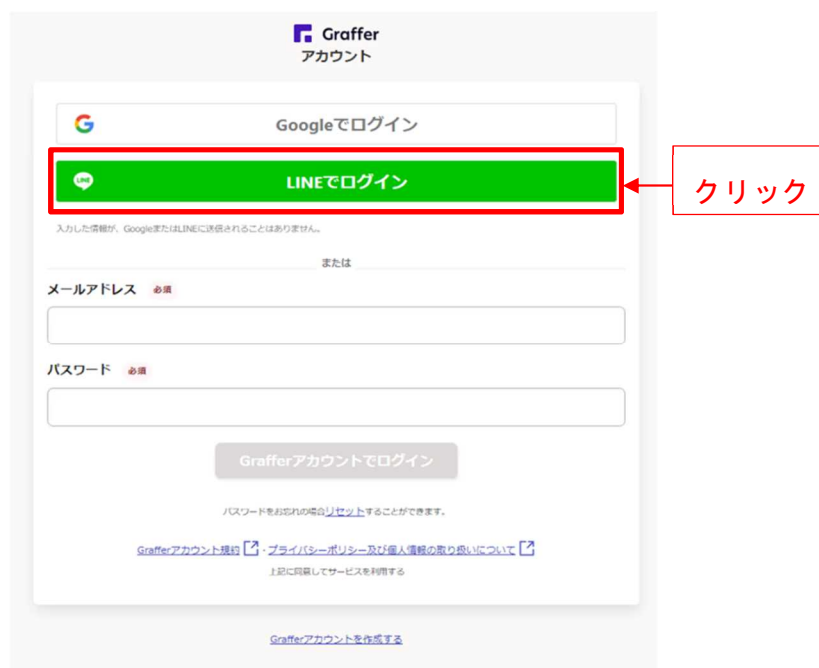 Graffer
アカウント
Googleでログイン
LINE
LINEでログイン
クリック
入力した情報が、GoogleまたはLINEに送信されることはありません。
または
メールアドレス 必須
パスワード 必須
Grafferアカウントでログイン
パスワードをお忘れの場合リセットすることができます。
Grafferアカウント規約 ・プライバシーポリシー及び個人情報の取り扱いについて
上記に同意してサービスを利用する
Grafferアカウントを作成する